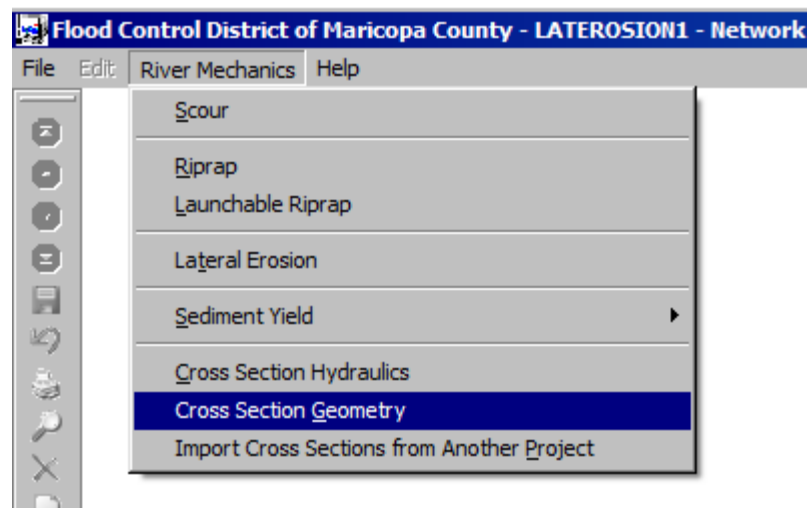 Flood Control District of Maricopa County - LATEROSION1 - Network
File Edit River Mechanics Help
Scour
Riprap
Launchable Riprap
Lateral Erosion
Sediment Yield
Cross Section Hydraulics
Cross Section Geometry
Import Cross Sections from Another Project